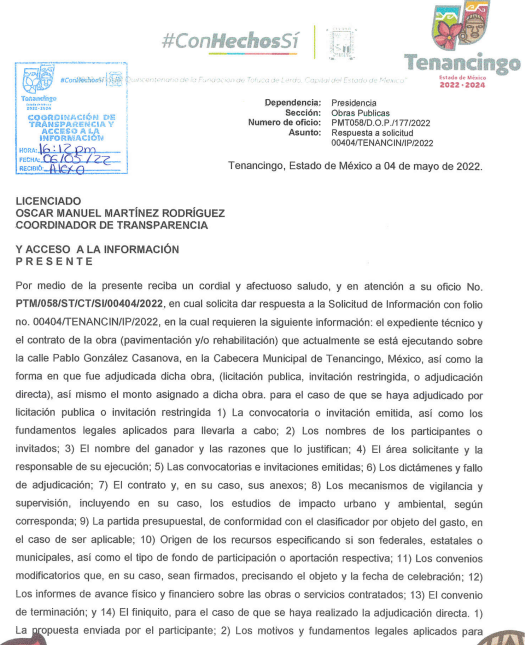 #ConHechosSí
Tenancingo
Estado de México
2022 - 2024
#ConHechosSí
Fundación de Toluca de Lerdo, Capital del Estado de México"
Tenancingo
2022-2024
COORDINACIÓN DE
TRANSPARENCIA Y
ACCESO A LA
INFORMACIÓN
HORA: 16:12 pm
FECHA: 06/05/22
RECIBIÓ:
Dependencia: Presidencia
Sección: Obras Publicas
Numero de oficio: PMT058/D.O.P./177/2022
Asunto: Respuesta a solicitud
00404/TENANCIN/IP/2022
Tenancingo, Estado de México a 04 de mayo de 2022.
LICENCIADO
OSCAR MANUEL MARTÍNEZ RODRÍGUEZ
COORDINADOR DE TRANSPARENCIA
Y ACCESO A LA INFORMACIÓN
P R E S E N T E
Por medio de la presente reciba un cordial y afectuoso saludo, y en atención a su oficio No.
PTM/058/ST/CT/SI/00404/2022, en cual solicita dar respuesta a la Solicitud de Información con folio
no. 00404/TENANCIN/IP/2022, en la cual requieren la siguiente información: el expediente técnico y
el contrato de la obra (pavimentación y/o rehabilitación) que actualmente se está ejecutando sobre
la calle Pablo González Casanova, en la Cabecera Municipal de Tenancingo, México, así como la
forma en que fue adjudicada dicha obra, (licitación publica, invitación restringida, o adjudicación
directa), así mismo el monto asignado a dicha obra. para el caso de que se haya adjudicado por
licitación publica o invitación restringida 1) La convocatoria o invitación emitida, así como los
fundamentos legales aplicados para llevarla a cabo; 2) Los nombres de los participantes o
invitados; 3) El nombre del ganador y las razones que lo justifican; 4) El área solicitante y la
responsable de su ejecución; 5) Las convocatorias e invitaciones emitidas; 6) Los dictámenes y fallo
de adjudicación; 7) El contrato y, en su caso, sus anexos; 8) Los mecanismos de vigilancia y
supervisión, incluyendo en su caso, los estudios de impacto urbano y ambiental, según
corresponda; 9) La partida presupuestal, de conformidad con el clasificador por objeto del gasto, en
el caso de ser aplicable; 10) Origen de los recursos especificando si son federales, estatales o
municipales, así como el tipo de fondo de participación o aportación respectiva; 11) Los convenios
modificatorios que, en su caso, sean firmados, precisando el objeto y la fecha de celebración; 12)
Los informes de avance físico y financiero sobre las obras o servicios contratados; 13) El convenio
de terminación; y 14) El finiquito, para el caso de que se haya realizado la adjudicación directa. 1)
La propuesta enviada por el participante; 2) Los motivos y fundamentos legales aplicados para